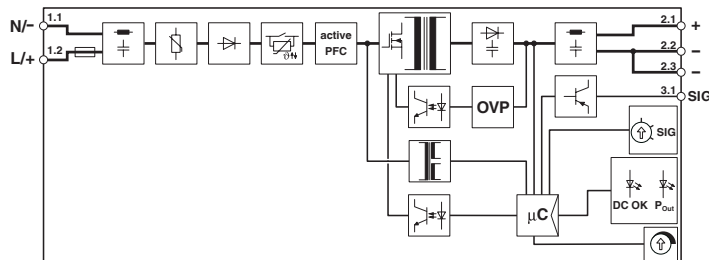 N/-
1.1
L/+
1.2
active
PFC
2.1
+
2.2
−
2.3
−
3.1
SIG
OVP
SIG
ϑ
µC
DC OK
POut